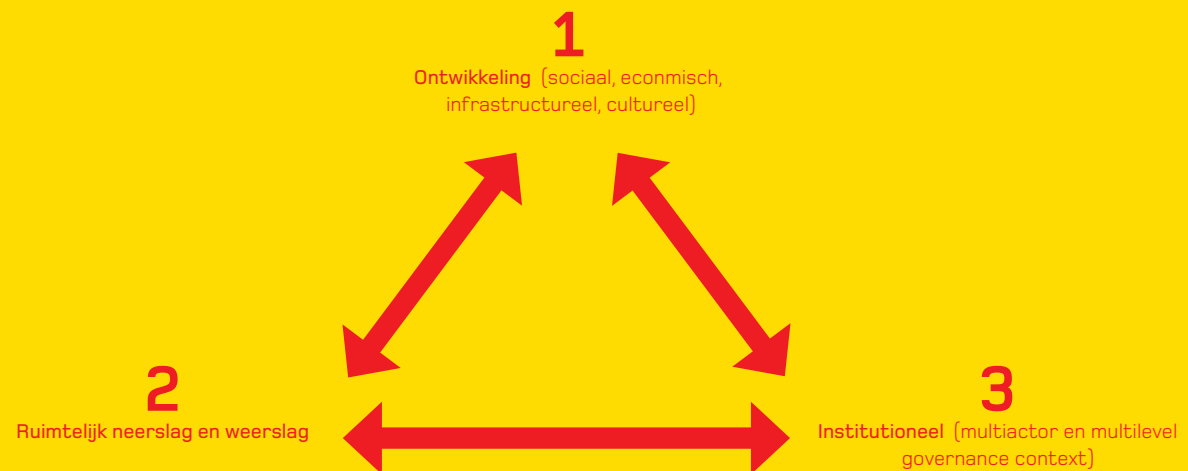 1
Ontwikkeling (sociaal, econmisch,
infrastructureel, cultureel)
2
Ruimtelijk neerslag en weerslag
3
Institutioneel (multiactor en multilevel
governance context)